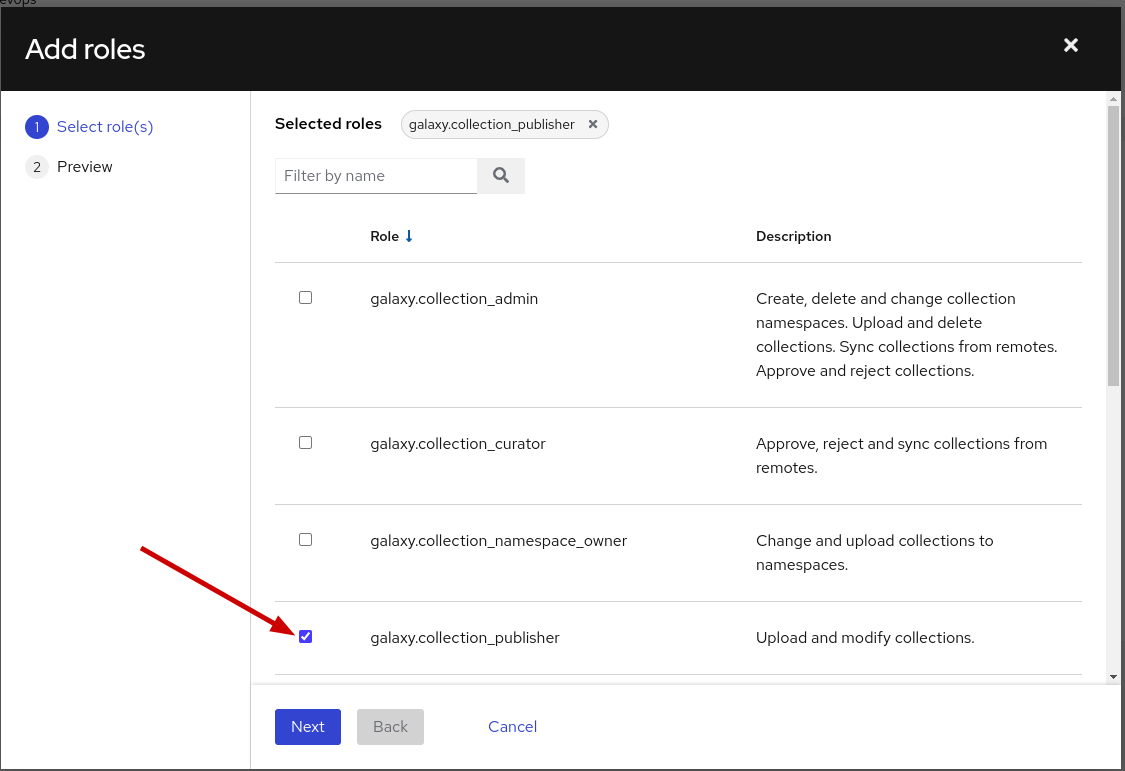 Add roles
1 Select role(s)
2 Preview
Selected roles galaxy.collection_publisher
Filter by name
Role Description
galaxy.collection_admin Create, delete and change collection
namespaces. Upload and delete
collections. Sync collections from remotes.
Approve and reject collections.
galaxy.collection_curator Approve, reject and sync collections from
remotes.
galaxy.collection_namespace_owner Change and upload collections to
namespaces.
galaxy.collection_publisher Upload and modify collections.
Next Back Cancel